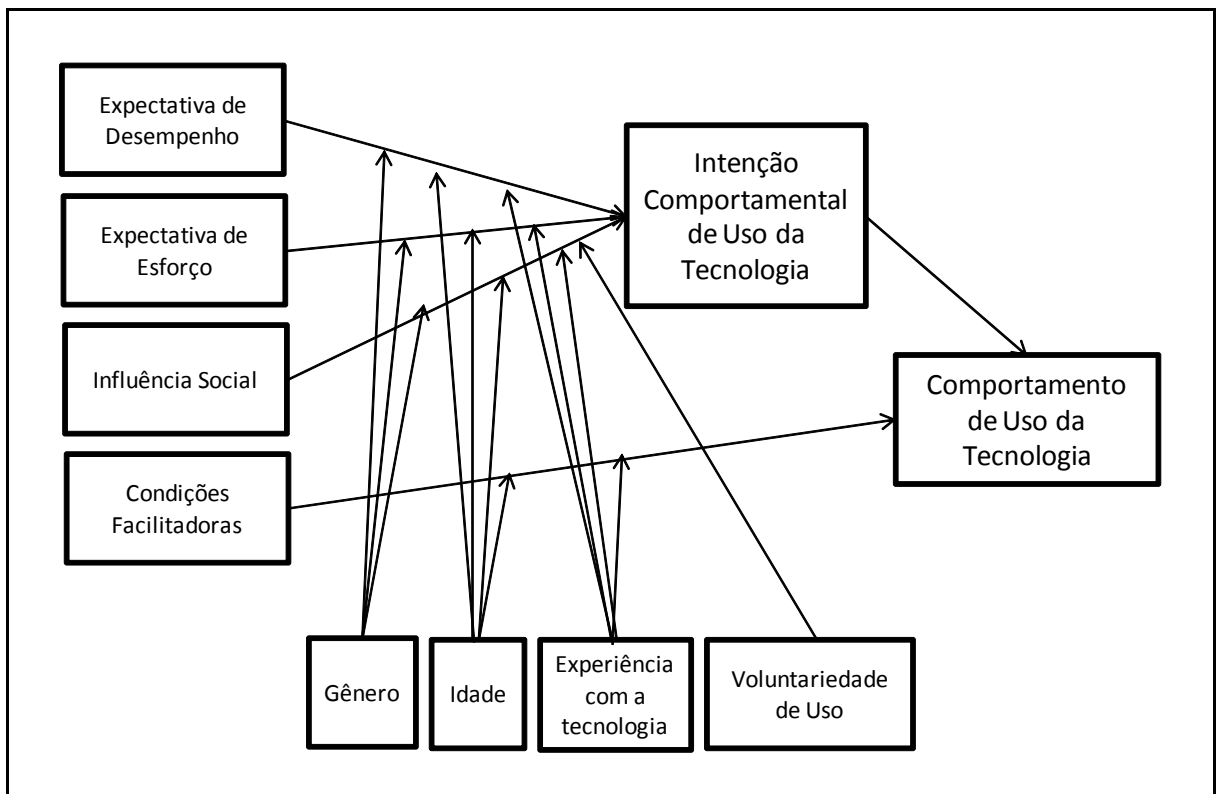 Expectativa de
Desempenho
Expectativa de
Esforço
Influência Social
Condições
Facilitadoras
Intenção
Comportamental
de Uso da
Tecnologia
Comportamento
de Uso da
Tecnologia
Gênero
Idade
Experiência
com a
tecnologia
Voluntariedade
de Uso